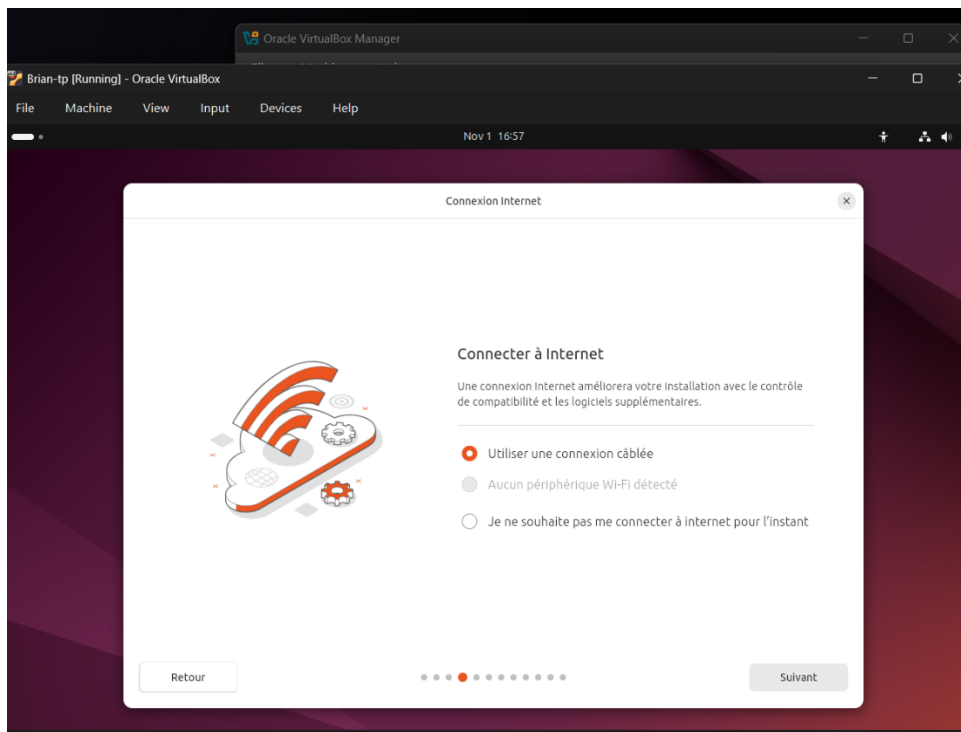 Oracle VirtualBox Manager
Brian-tp [Running] - Oracle VirtualBox
File Machine View Input Devices Help
Nov 1 16:57
Connexion Internet
Connecter à Internet
Une connexion Internet améliorera votre installation avec le contrôle
de compatibilité et les logiciels supplémentaires.
Utiliser une connexion câblée
Aucun périphérique Wi-Fi détecté
Je ne souhaite pas me connecter à internet pour l'instant
Retour
Suivant